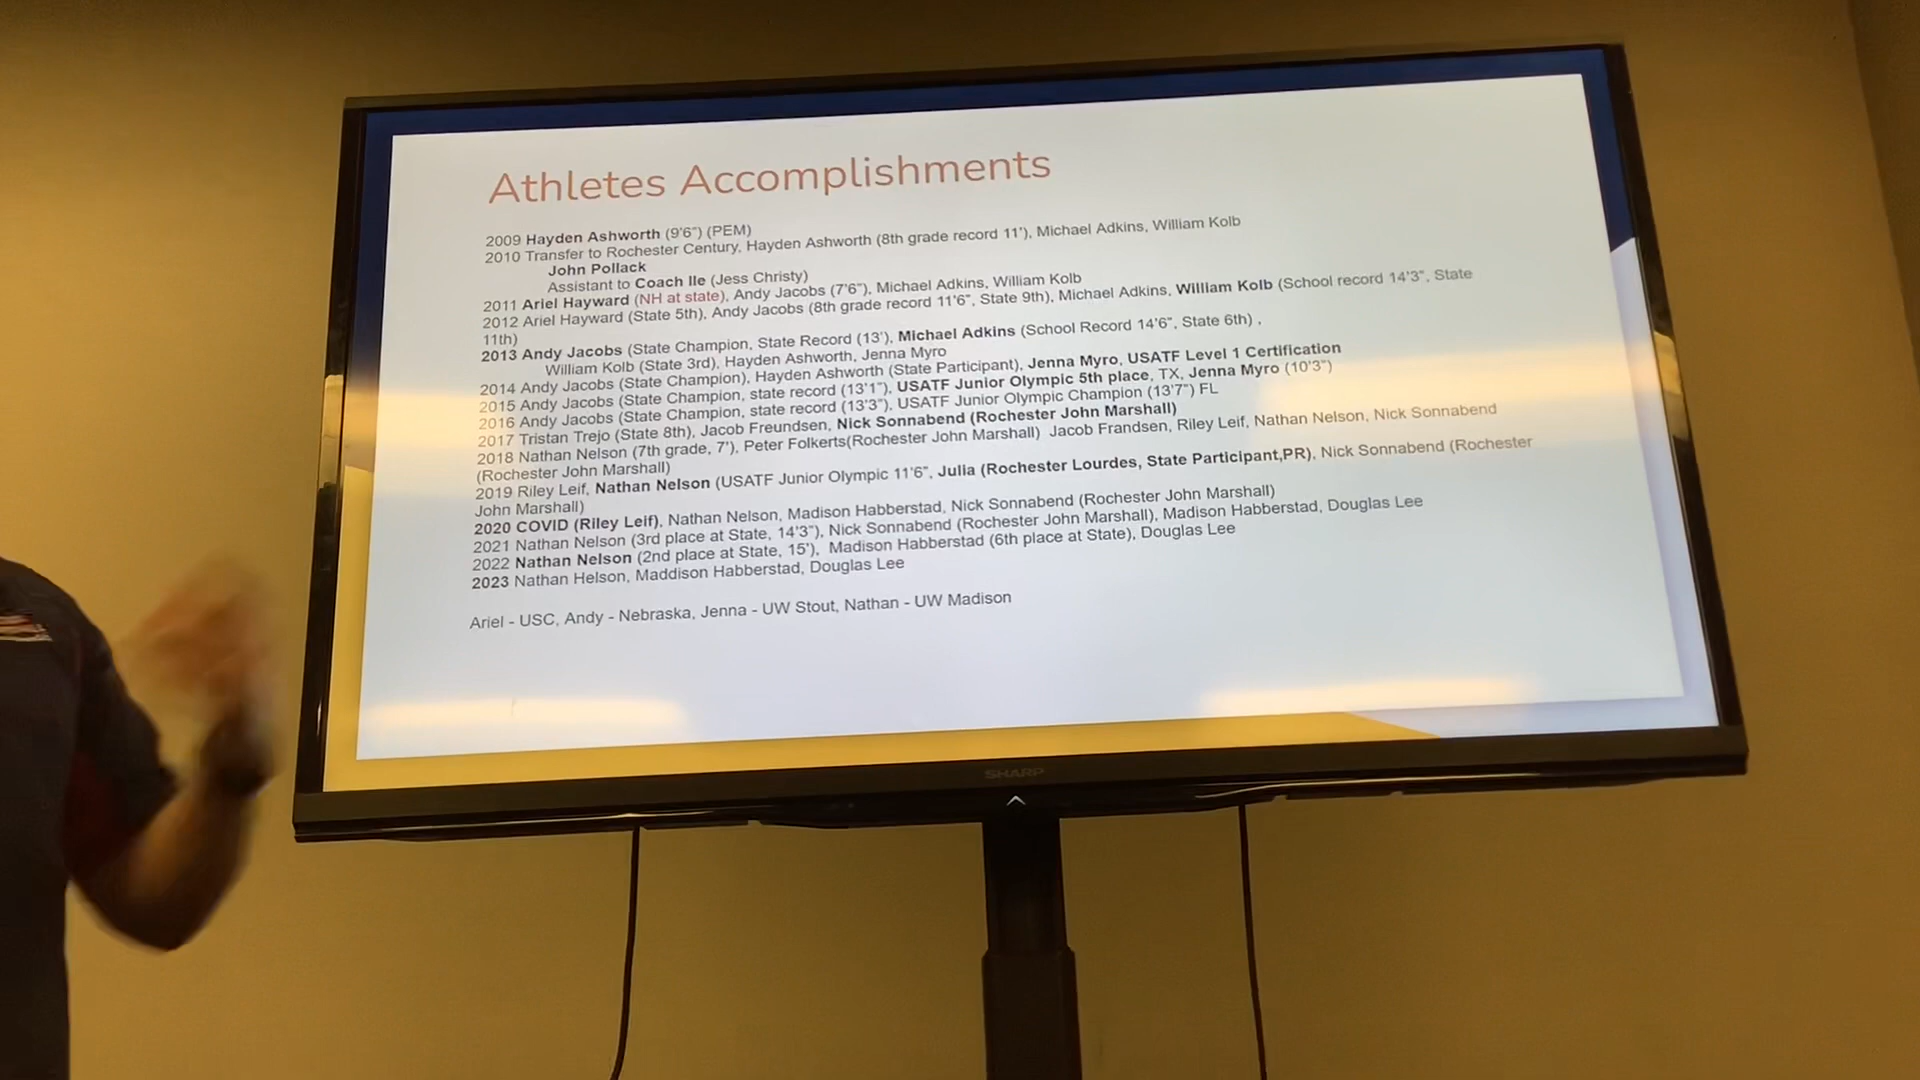 Athletes Accomplishments
2009 Hayden Ashworth (9'6") (PEM)
2010 Transfer to Rochester Century, Hayden Ashworth (8th grade record 11'), Michael Adkins, William Kolb
John Pollack
Assistant to Coach Ile (Jess Christy)
2011 Ariel Hayward (NH at state), Andy Jacobs (7'6"), Michael Adkins, William Kolb
2012 Ariel Hayward (State 5th), Andy Jacobs (8th grade record 11'6", State 9th), Michael Adkins, William Kolb (School record 14'3", State
11th)
2013 Andy Jacobs (State Champion, State Record (13'), Michael Adkins (School Record 14'6", State 6th) ,
William Kolb (State 3rd), Hayden Ashworth, Jenna Myro
2014 Andy Jacobs (State Champion), Hayden Ashworth (State Participant), Jenna Myro, USATF Level 1 Certification
2015 Andy Jacobs (State Champion, state record (13'1"), USATF Junior Olympic 5th place, TX, Jenna Myro (10'3")
2016 Andy Jacobs (State Champion, state record (13'3"), USATF Junior Olympic Champion (13'7") FL
2017 Tristan Trejo (State 8th), Jacob Freundsen, Nick Sonnabend (Rochester John Marshall)
2018 Nathan Nelson (7th grade, 7'), Peter Folkerts(Rochester John Marshall) Jacob Frandsen, Riley Leif, Nathan Nelson, Nick Sonnabend
(Rochester John Marshall)
2019 Riley Leif, Nathan Nelson (USATF Junior Olympic 11'6", Julia (Rochester Lourdes, State Participant,PR), Nick Sonnabend (Rochester
John Marshall)
2020 COVID (Riley Leif), Nathan Nelson, Madison Habberstad, Nick Sonnabend (Rochester John Marshall)
2021 Nathan Nelson (3rd place at State, 14'3"), Nick Sonnabend (Rochester John Marshall), Madison Habberstad, Douglas Lee
2022 Nathan Nelson (2nd place at State, 15'), Madison Habberstad (6th place at State), Douglas Lee
2023 Nathan Helson, Maddison Habberstad, Douglas Lee
Ariel - USC, Andy - Nebraska, Jenna - UW Stout, Nathan - UW Madison
SHARP